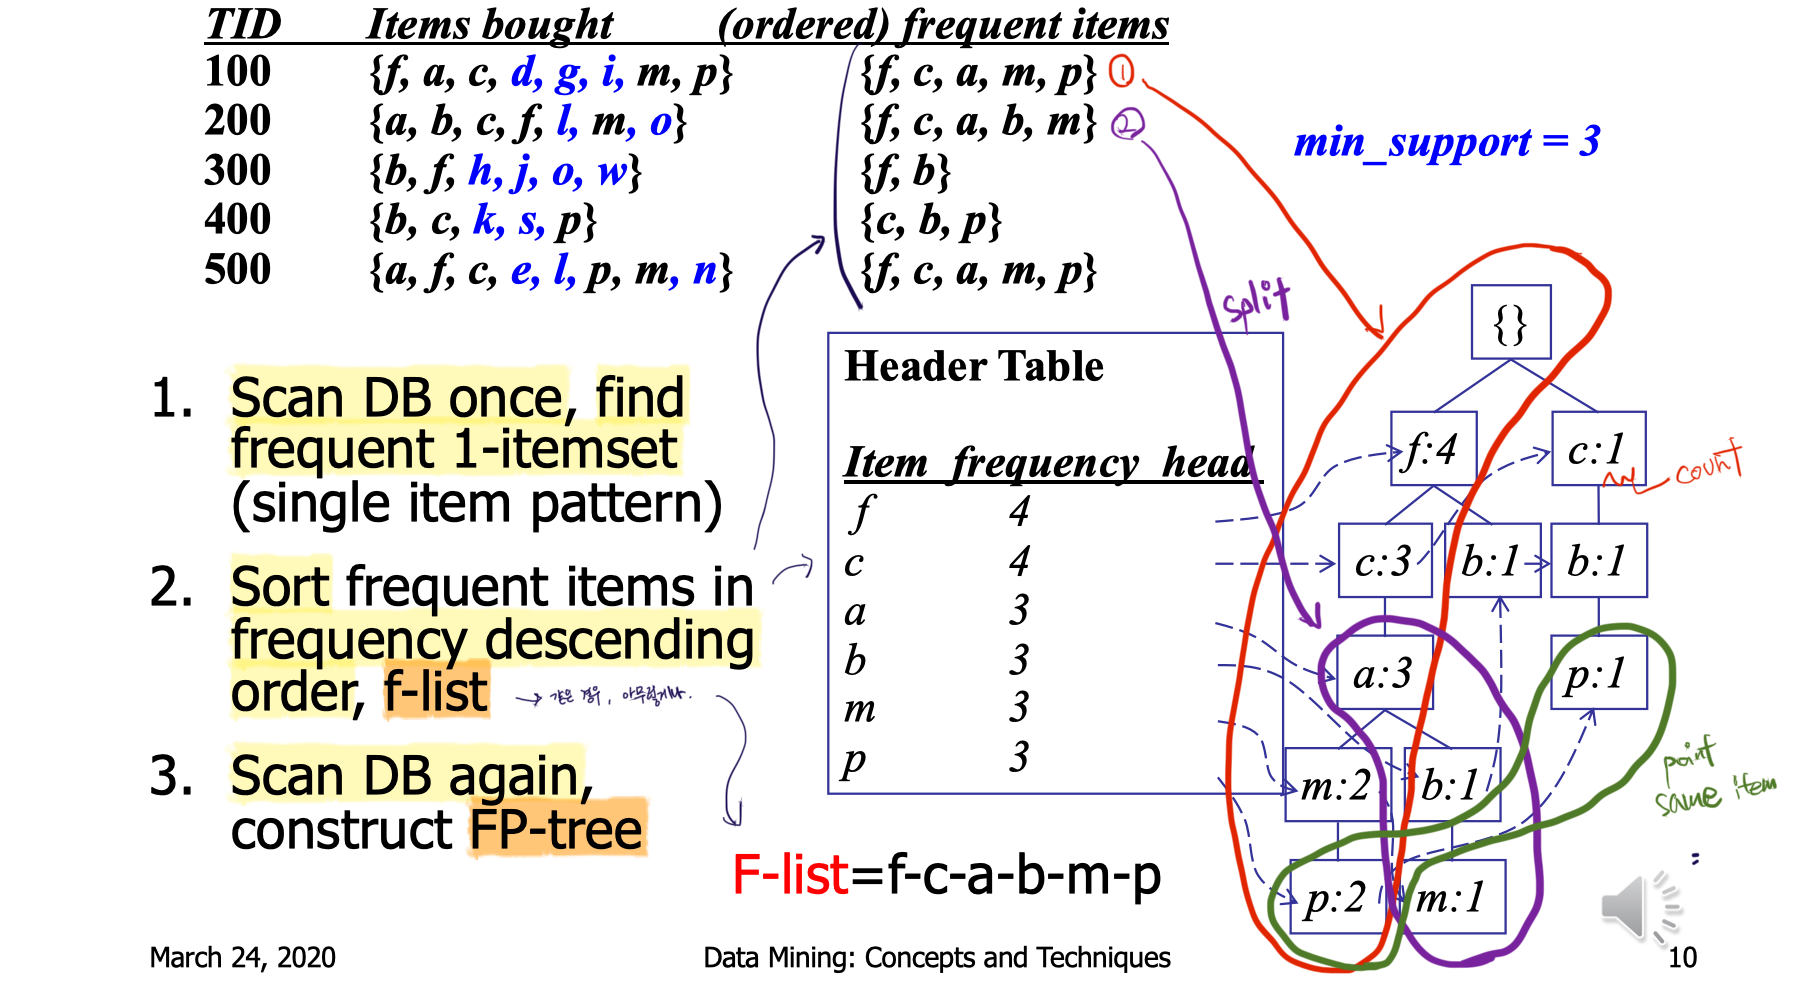 TID Items bought (ordered) frequent items
100 {f, a, c, d, g, i, m, p} {f, c, a, m, p} ①
200 {a, b, c, f, l, m, o} {f, c, a, b, m} ②
300 {b, f, h, j, o, w} {f, b}
400 {b, c, k, s, p} {c, b, p}
500 {a, f, c, e, l, p, m, n} {f, c, a, m, p}
min_support = 3
split
1. Scan DB once, find
frequent 1-itemset
(single item pattern)
2. Sort frequent items in
frequency descending
order, f-list → 같은 경우, 아무렇게나.
3. Scan DB again,
construct FP-tree
Header Table
Item frequency head
f 4
c 4
a 3
b 3
m 3
p 3
F-list=f-c-a-b-m-p
{}
f:4 c:1
count
c:3 b:1 b:1
a:3 p:1
m:2 b:1
p:2 m:1
point
same item
March 24, 2020 Data Mining: Concepts and Techniques 10